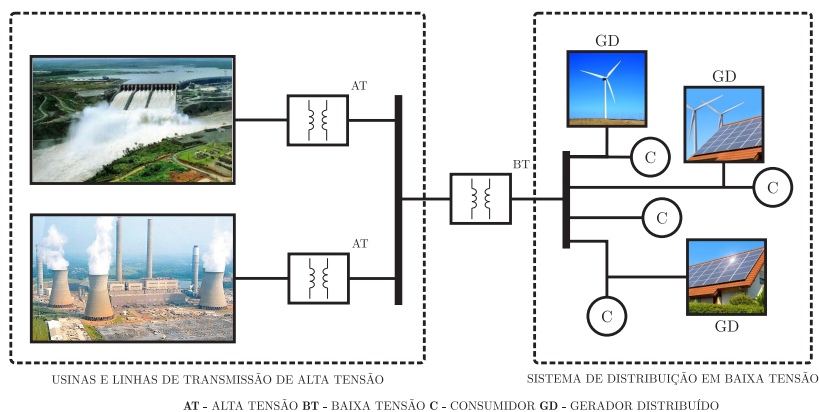 GD
AT
GD
C
BT
C
C
AT
C
GD
USINAS E LINHAS DE TRANSMISSÃO DE ALTA TENSÃO
SISTEMA DE DISTRIBUIÇÃO EM BAIXA TENSÃO
AT - ALTA TENSÃO BT - BAIXA TENSÃO C - CONSUMIDOR GD - GERADOR DISTRIBUÍDO